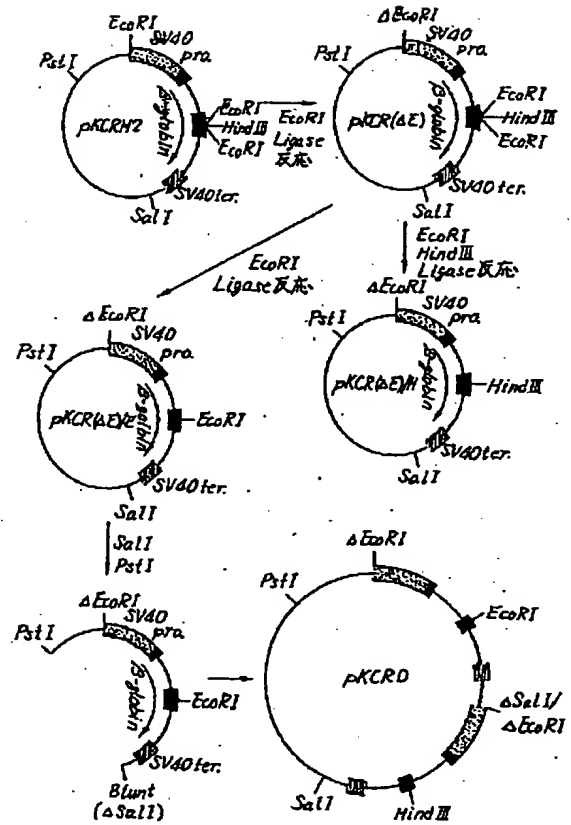 EcoRI
SV40
pro.
PstI
pKCRH2
β-globin
EcoRI
HindIII
EcoRI
SV40ter.
SalI
EcoRI
Ligase反応
ΔEcoRI
SV40
pro.
PstI
pKCR(ΔE)
β-globin
EcoRI
HindIII
EcoRI
SV40ter.
SalI
EcoRI
Ligase反応
EcoRI
HindIII
Ligase反応
ΔEcoRI
SV40
pro.
PstI
pKCR(ΔE)/E
β-golbin
EcoRI
SV40ter.
SalI
ΔEcoRI
SV40
pro.
PstI
pKCR(ΔE)/H
β-globin
HindIII
SV40ter.
SalI
SalI
PstI
ΔEcoRI
SV40
pro.
PstI
β-globin
EcoRI
SV40ter.
Blunt
(ΔSalI)
ΔEcoRI
PstI
EcoRI
pKCRD
ΔSalI/
ΔEcoRI
SalI
HindIII